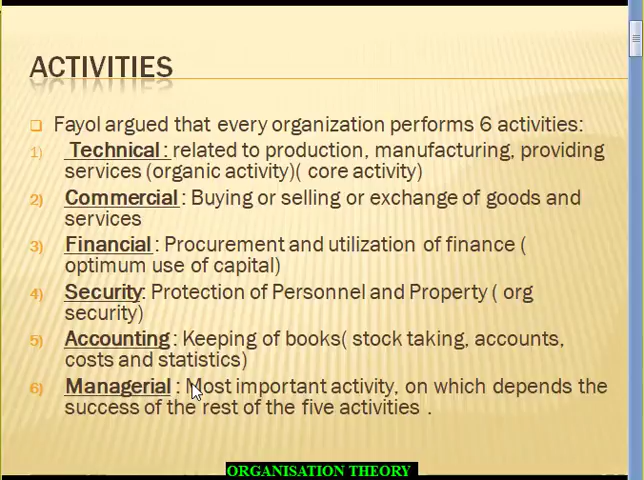 ACTIVITIES
Fayol argued that every organization performs 6 activities:
1) Technical : related to production, manufacturing, providing
services (organic activity)( core activity)
2) Commercial : Buying or selling or exchange of goods and
services
3) Financial : Procurement and utilization of finance (
optimum use of capital)
4) Security: Protection of Personnel and Property ( org
security)
5) Accounting : Keeping of books( stock taking, accounts,
costs and statistics)
6) Managerial : Most important activity, on which depends the
success of the rest of the five activities .
ORGANISATION THEORY